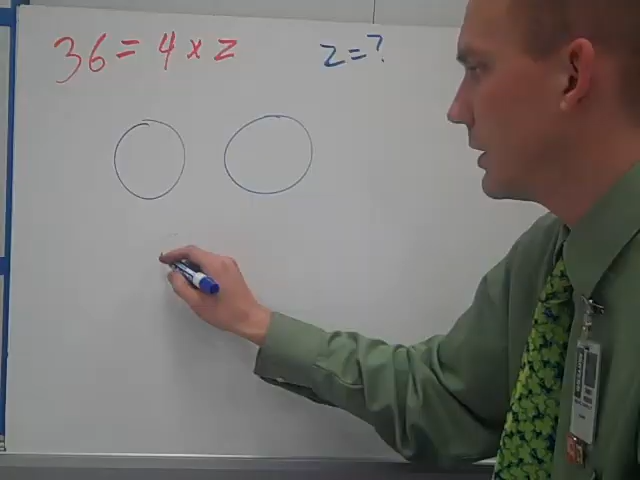 36 = 4 x z z = ?